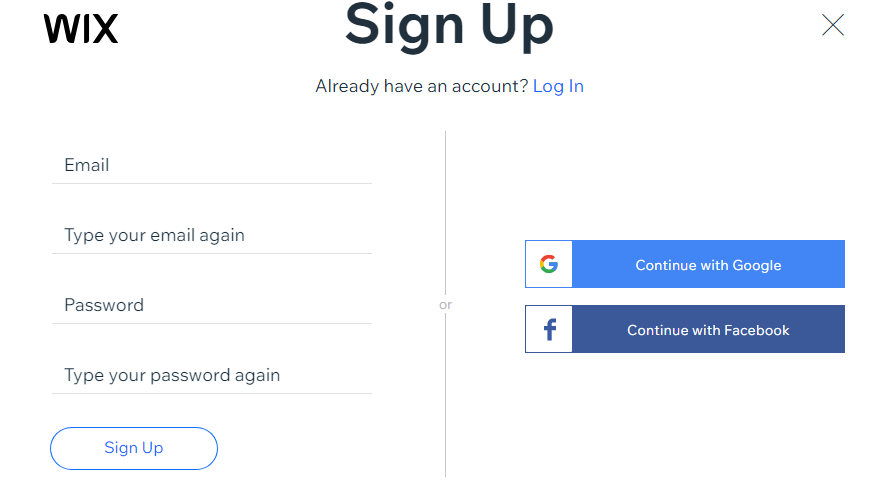 WIX
Sign Up
Already have an account? Log In
Email
Type your email again
Password
Type your password again
Sign Up
or
G
Continue with Google
f
Continue with Facebook